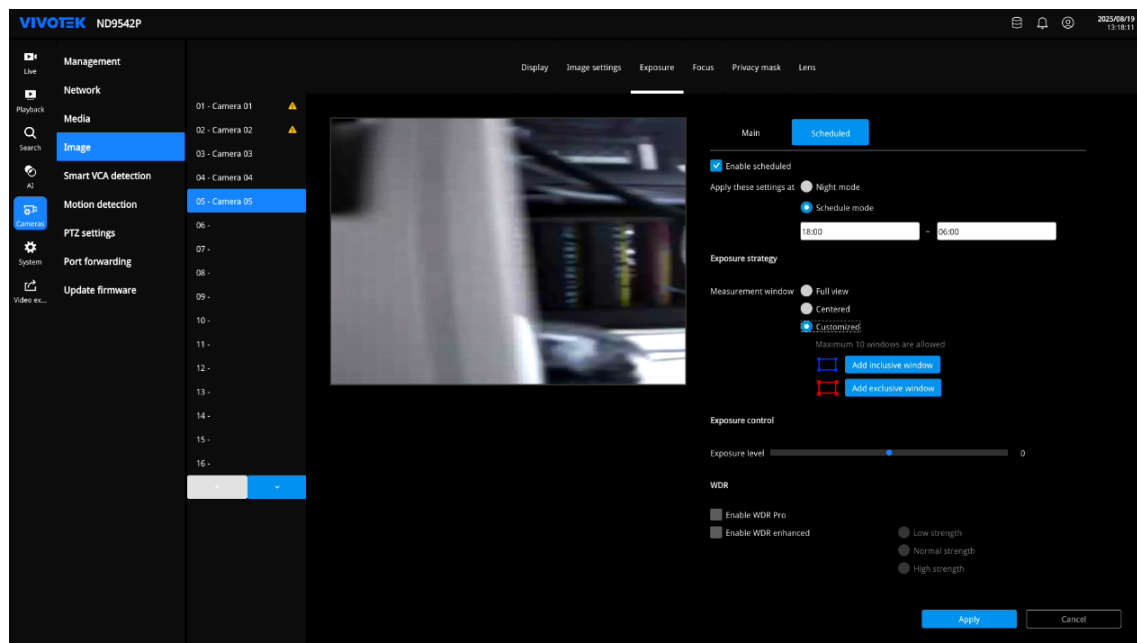 VIVOTEK ND9542P
2025/08/19
13:18:11
Live
Playback
Search
AI
Cameras
System
Video ex...
Management
Network
Media
Image
Smart VCA detection
Motion detection
PTZ settings
Port forwarding
Update firmware
01 - Camera 01
02 - Camera 02
03 - Camera 03
04 - Camera 04
05 - Camera 05
06 -
07 -
08 -
09 -
10 -
11 -
12 -
13 -
14 -
15 -
16 -
Display Image settings Exposure Focus Privacy mask Lens
Main Scheduled
Enable scheduled
Apply these settings at Night mode
Schedule mode
18:00 – 06:00
Exposure strategy
Measurement window Full view
Centered
Customized
Maximum 10 windows are allowed
Add inclusive window
Add exclusive window
Exposure control
Exposure level 0
WDR
Enable WDR Pro
Enable WDR enhanced Low strength
Normal strength
High strength
Apply Cancel